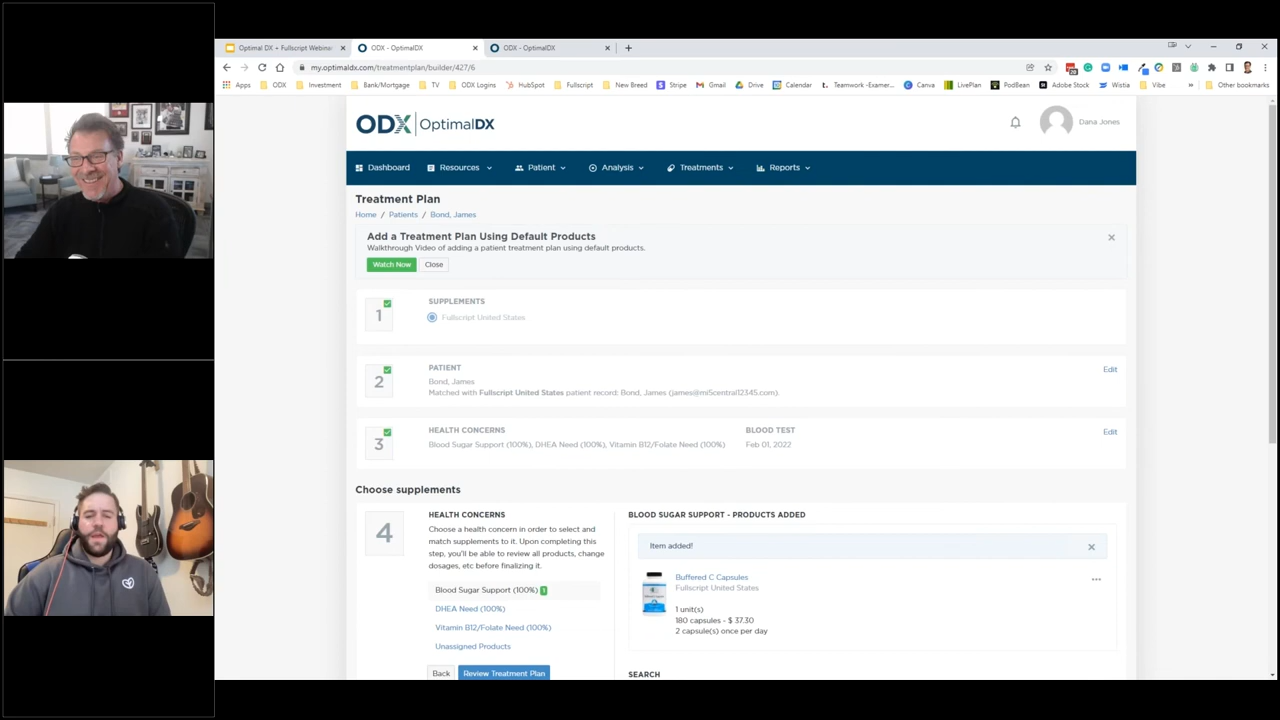 Optimal DX + Fullscript Webina
ODX - OptimalDX
ODX - OptimalDX
my.optimaldx.com/treatmentplan/builder/427/6
Apps ODX Investment Bank/Mortgage TV ODX Logins HubSpot Fullscript New Breed Stripe Gmail Drive Calendar Teamwork -Examer... Canva LivePlan PodBean Adobe Stock Wistia Vibe » Other bookmarks
ODX OptimalDX
Dana Jones
Dashboard Resources Patient Analysis Treatments Reports
Treatment Plan
Home / Patients / Bond, James
Add a Treatment Plan Using Default Products
Walkthrough Video of adding a patient treatment plan using default products.
Watch Now Close
1
SUPPLEMENTS
Fullscript United States
2
PATIENT
Edit
Bond, James
Matched with Fullscript United States patient record: Bond, James (james@mi5central12345.com).
3
HEALTH CONCERNS
BLOOD TEST
Edit
Blood Sugar Support (100%), DHEA Need (100%), Vitamin B12/Folate Need (100%)
Feb 01, 2022
Choose supplements
4
HEALTH CONCERNS
Choose a health concern in order to select and
match supplements to it. Upon completing this
step, you'll be able to review all products, change
dosages, etc before finalizing it.
Blood Sugar Support (100%) 1
DHEA Need (100%)
Vitamin B12/Folate Need (100%)
Unassigned Products
Back Review Treatment Plan
BLOOD SUGAR SUPPORT - PRODUCTS ADDED
Item added!
Buffered C Capsules
Fullscript United States
1 unit(s)
180 capsules - $ 37.30
2 capsule(s) once per day
SEARCH